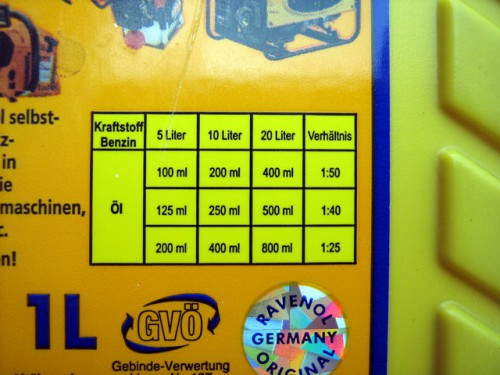 l selbst-
z-
in
ie
maschinen,
c.
en!
Kraftstoff Benzin 5 Liter 10 Liter 20 Liter Verhältnis
Öl
100 ml 200 ml 400 ml 1:50
125 ml 250 ml 500 ml 1:40
200 ml 400 ml 800 ml 1:25
1L
GVÖ
Gebinde-Verwertung
RAVENOL
GERMANY
ORIGINAL